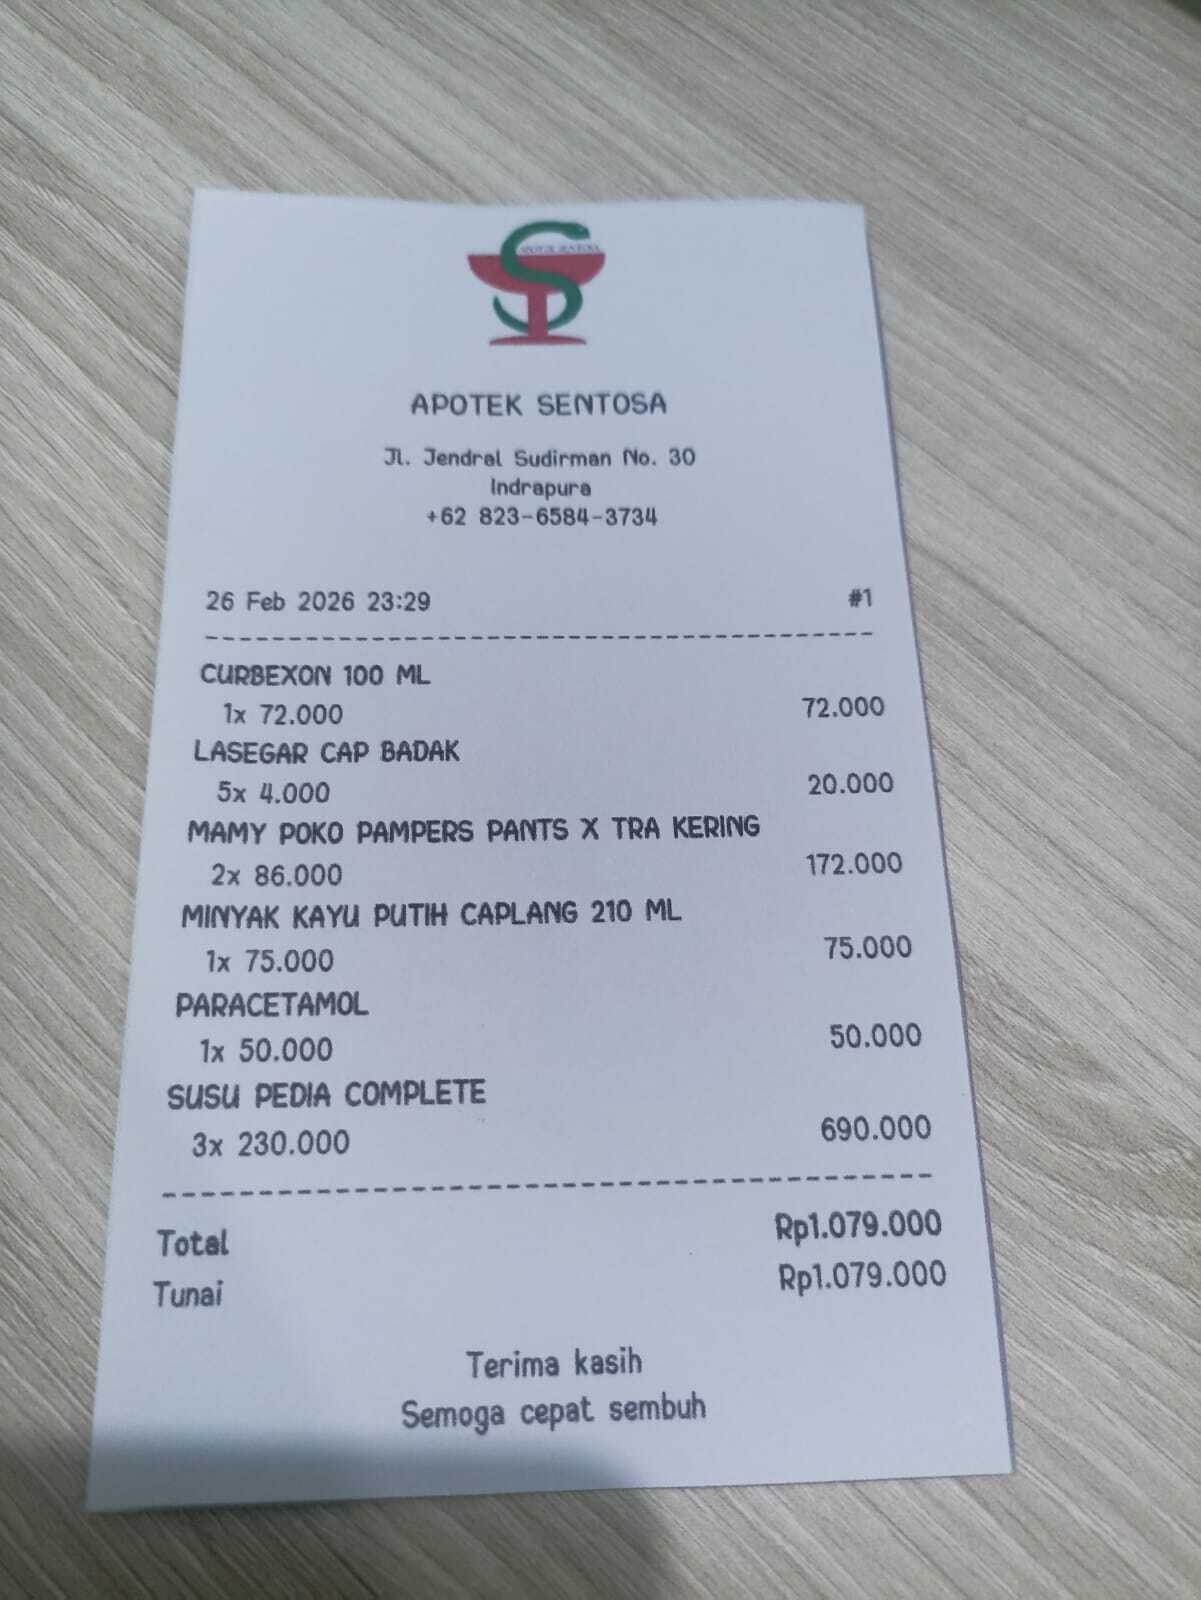 APOTEK SENTOSA
Jl. Jendral Sudirman No. 30
Indrapura
+62 823-6584-3734
26 Feb 2026 23:29 #1
CURBEXON 100 ML
1x 72.000 72.000
LASEGAR CAP BADAK
5x 4.000 20.000
MAMY POKO PAMPERS PANTS X TRA KERING
2x 86.000 172.000
MINYAK KAYU PUTIH CAPLANG 210 ML
1x 75.000 75.000
PARACETAMOL
1x 50.000 50.000
SUSU PEDIA COMPLETE
3x 230.000 690.000
Total Rp1.079.000
Tunai Rp1.079.000
Terima kasih
Semoga cepat sembuh